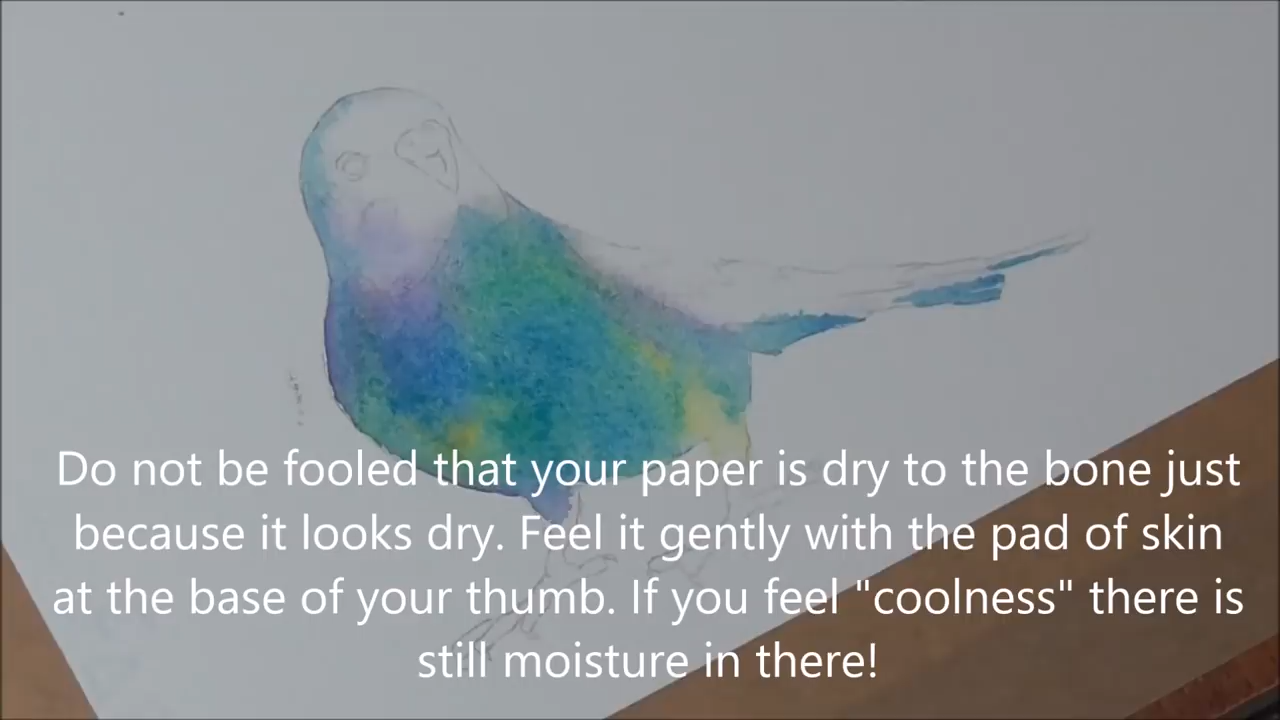 Do not be fooled that your paper is dry to the bone just
because it looks dry. Feel it gently with the pad of skin
at the base of your thumb. If you feel "coolness" there is
still moisture in there!